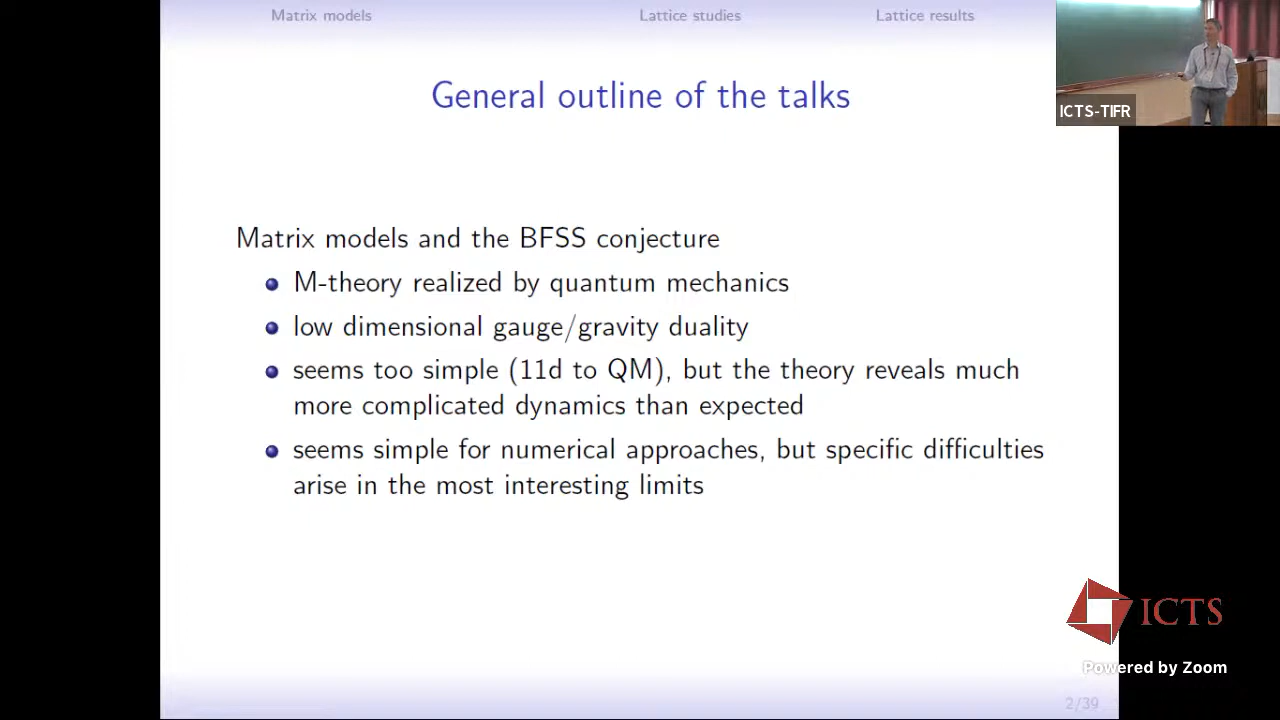 Matrix models Lattice studies Lattice results
General outline of the talks
ICTS-TIFR
Matrix models and the BFSS conjecture
M-theory realized by quantum mechanics
low dimensional gauge/gravity duality
seems too simple (11d to QM), but the theory reveals much
more complicated dynamics than expected
seems simple for numerical approaches, but specific difficulties
arise in the most interesting limits
ICTS
Powered by Zoom
2/39